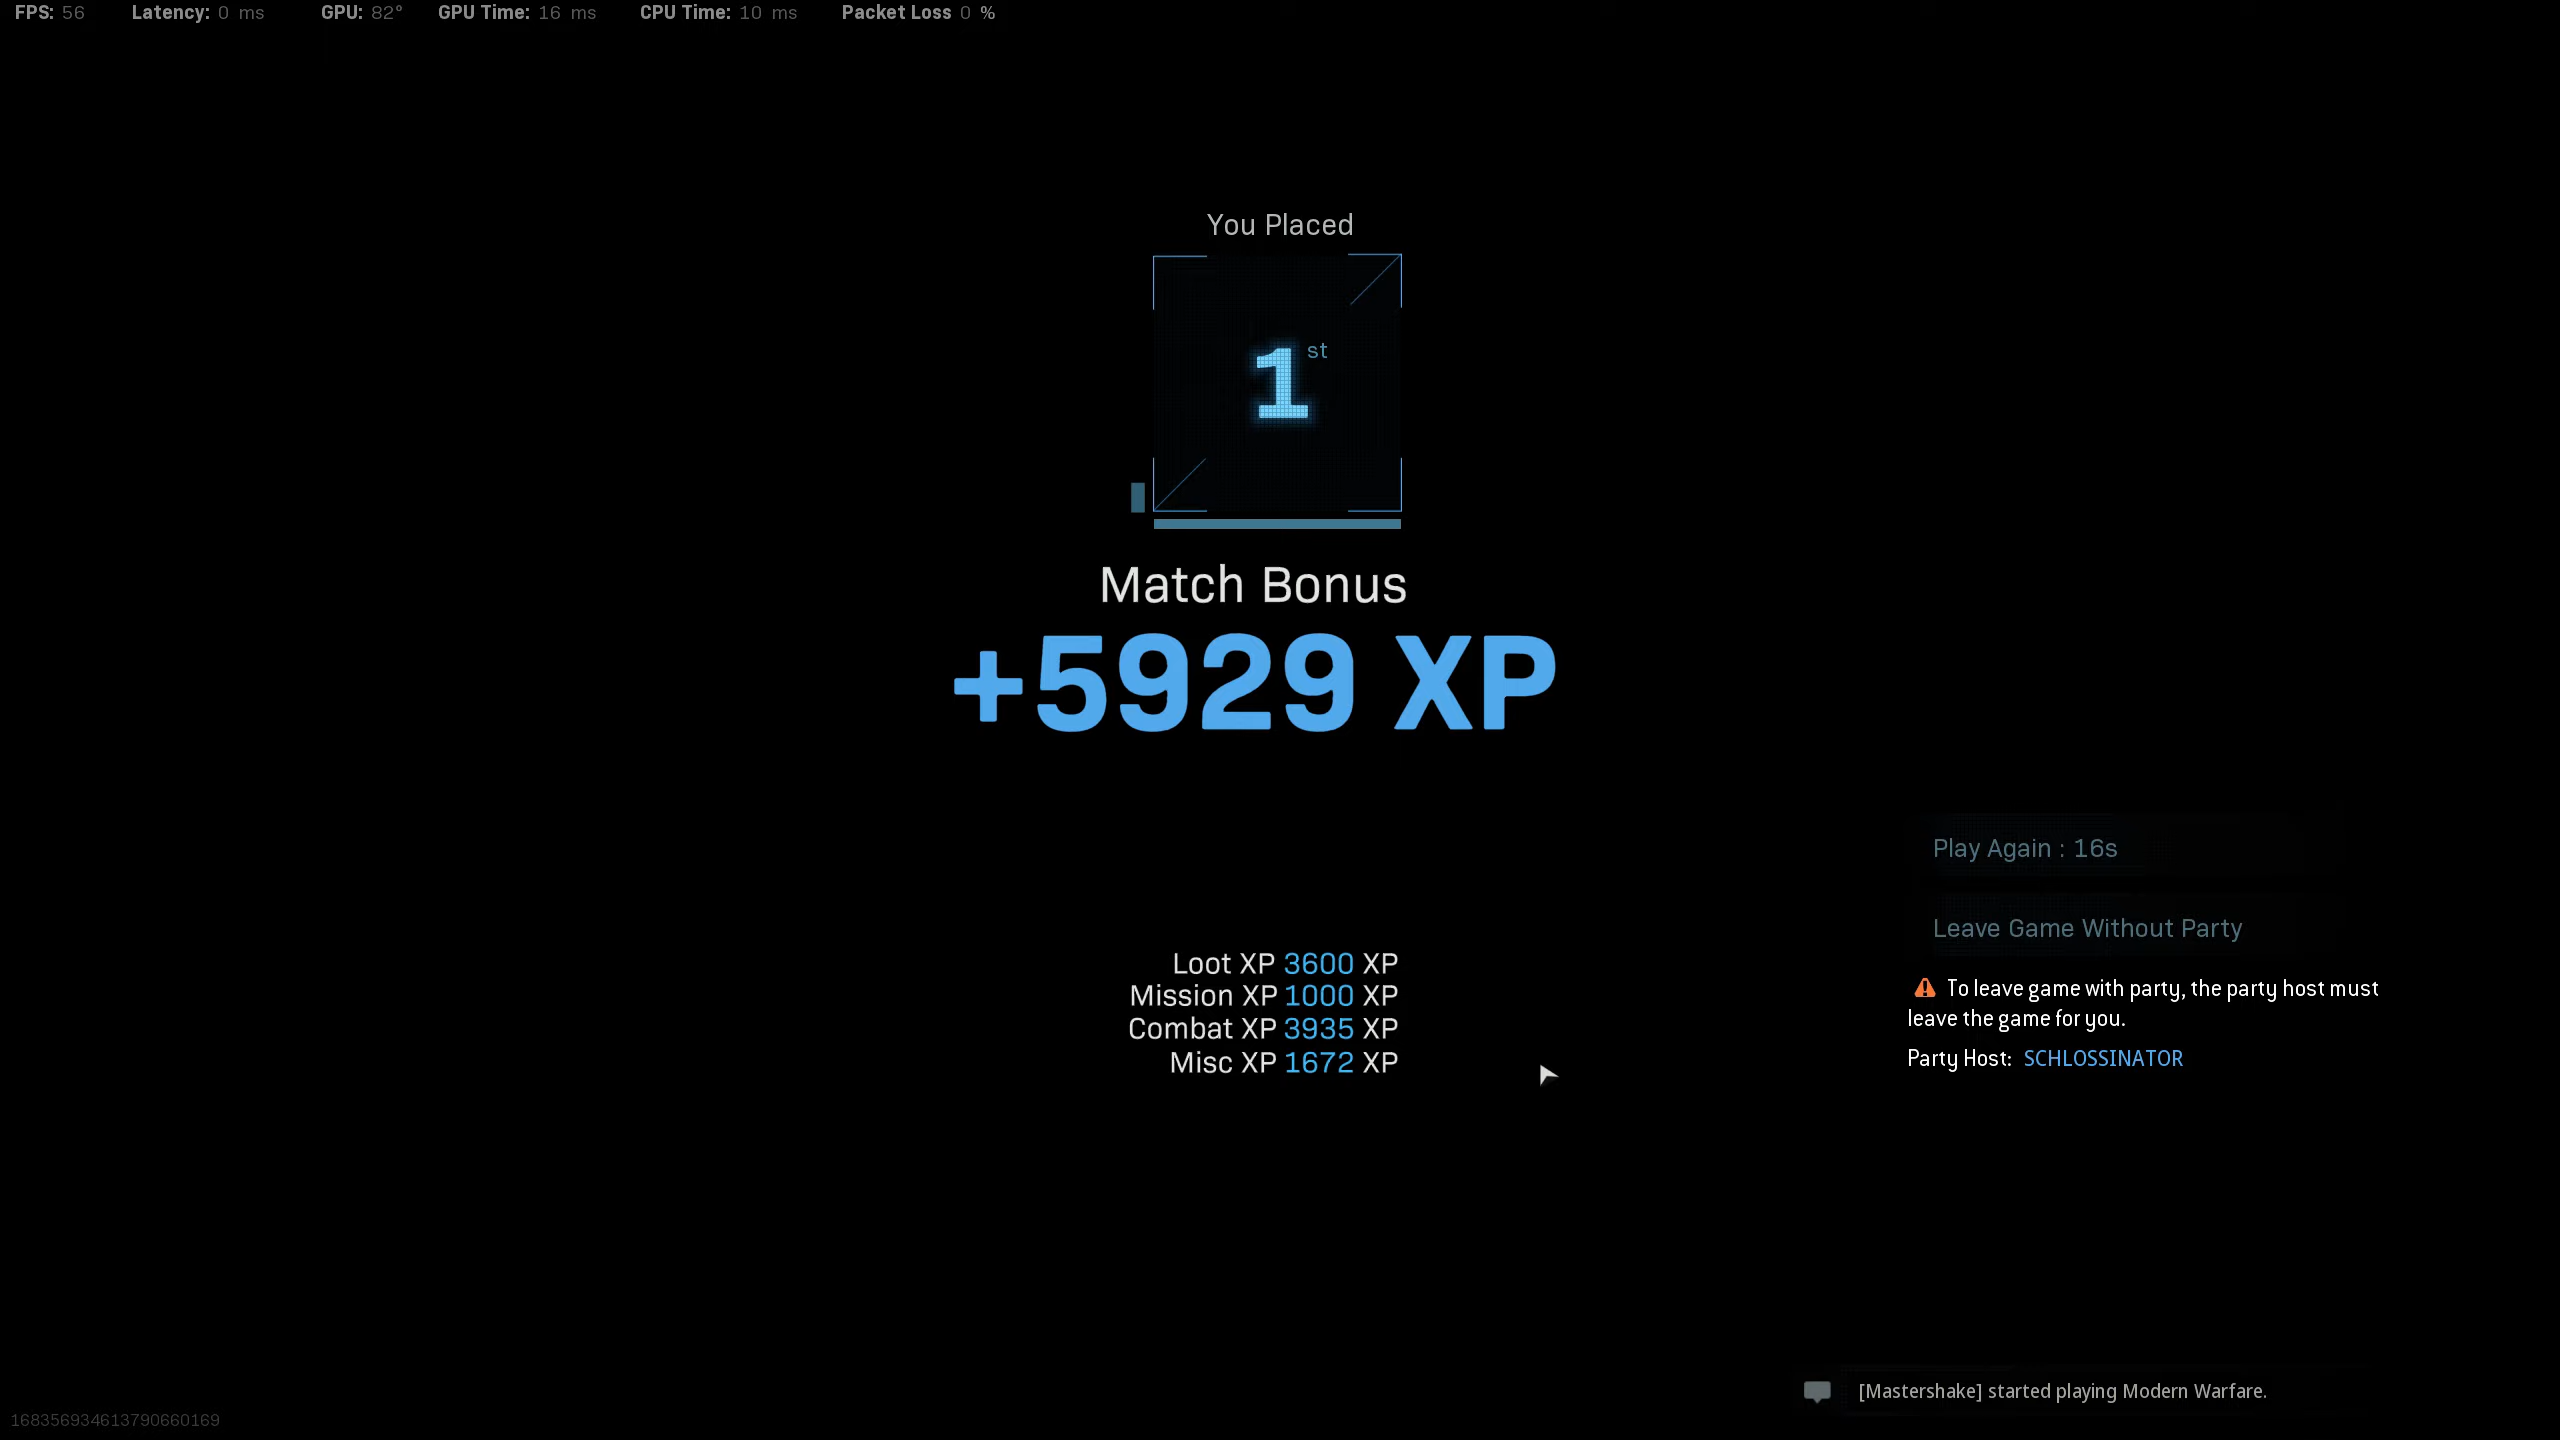 FPS: 56 Latency: 0 ms GPU: 82° GPU Time: 16 ms CPU Time: 10 ms Packet Loss 0 %
You Placed
1st
Match Bonus
+5929 XP
Play Again : 16s
Leave Game Without Party
Loot XP 3600 XP
Mission XP 1000 XP
Combat XP 3935 XP
Misc XP 1672 XP
To leave game with party, the party host must
leave the game for you.
Party Host: SCHLOSSINATOR
[Mastershake] started playing Modern Warfare.
168356934613790660169